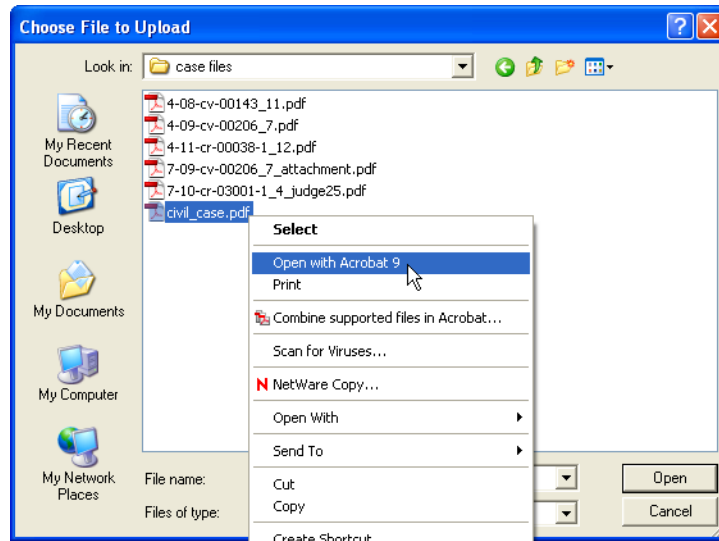 Choose File to Upload
Look in: case files
My Recent
Documents
Desktop
My Documents
My Computer
My Network
Places
4-08-cv-00143_11.pdf
4-09-cv-00206_7.pdf
4-11-cr-00038-1_12.pdf
7-09-cv-00206_7_attachment.pdf
7-10-cr-03001-1_4_judge25.pdf
civil_case.pdf
Select
Open with Acrobat 9
Print
Combine supported files in Acrobat...
Scan for Viruses...
N NetWare Copy...
Open With
Send To
Cut
Copy
Create Shortcut
File name:
Open
Files of type:
Cancel